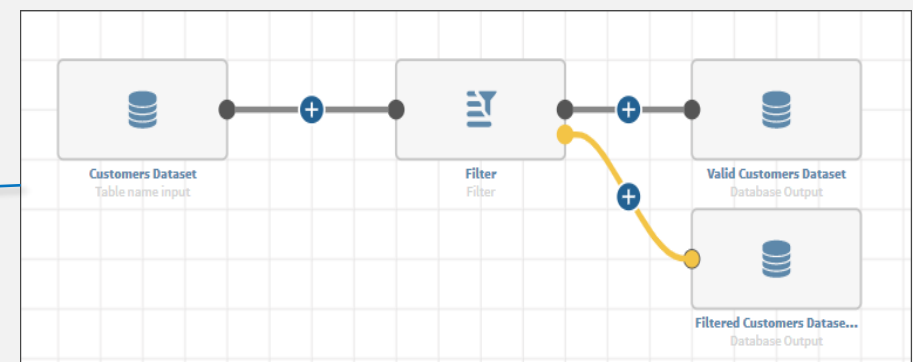 Customers Dataset
Table name input
Filter
Filter
Valid Customers Dataset
Database Output
Filtered Customers Datase...
Database Output